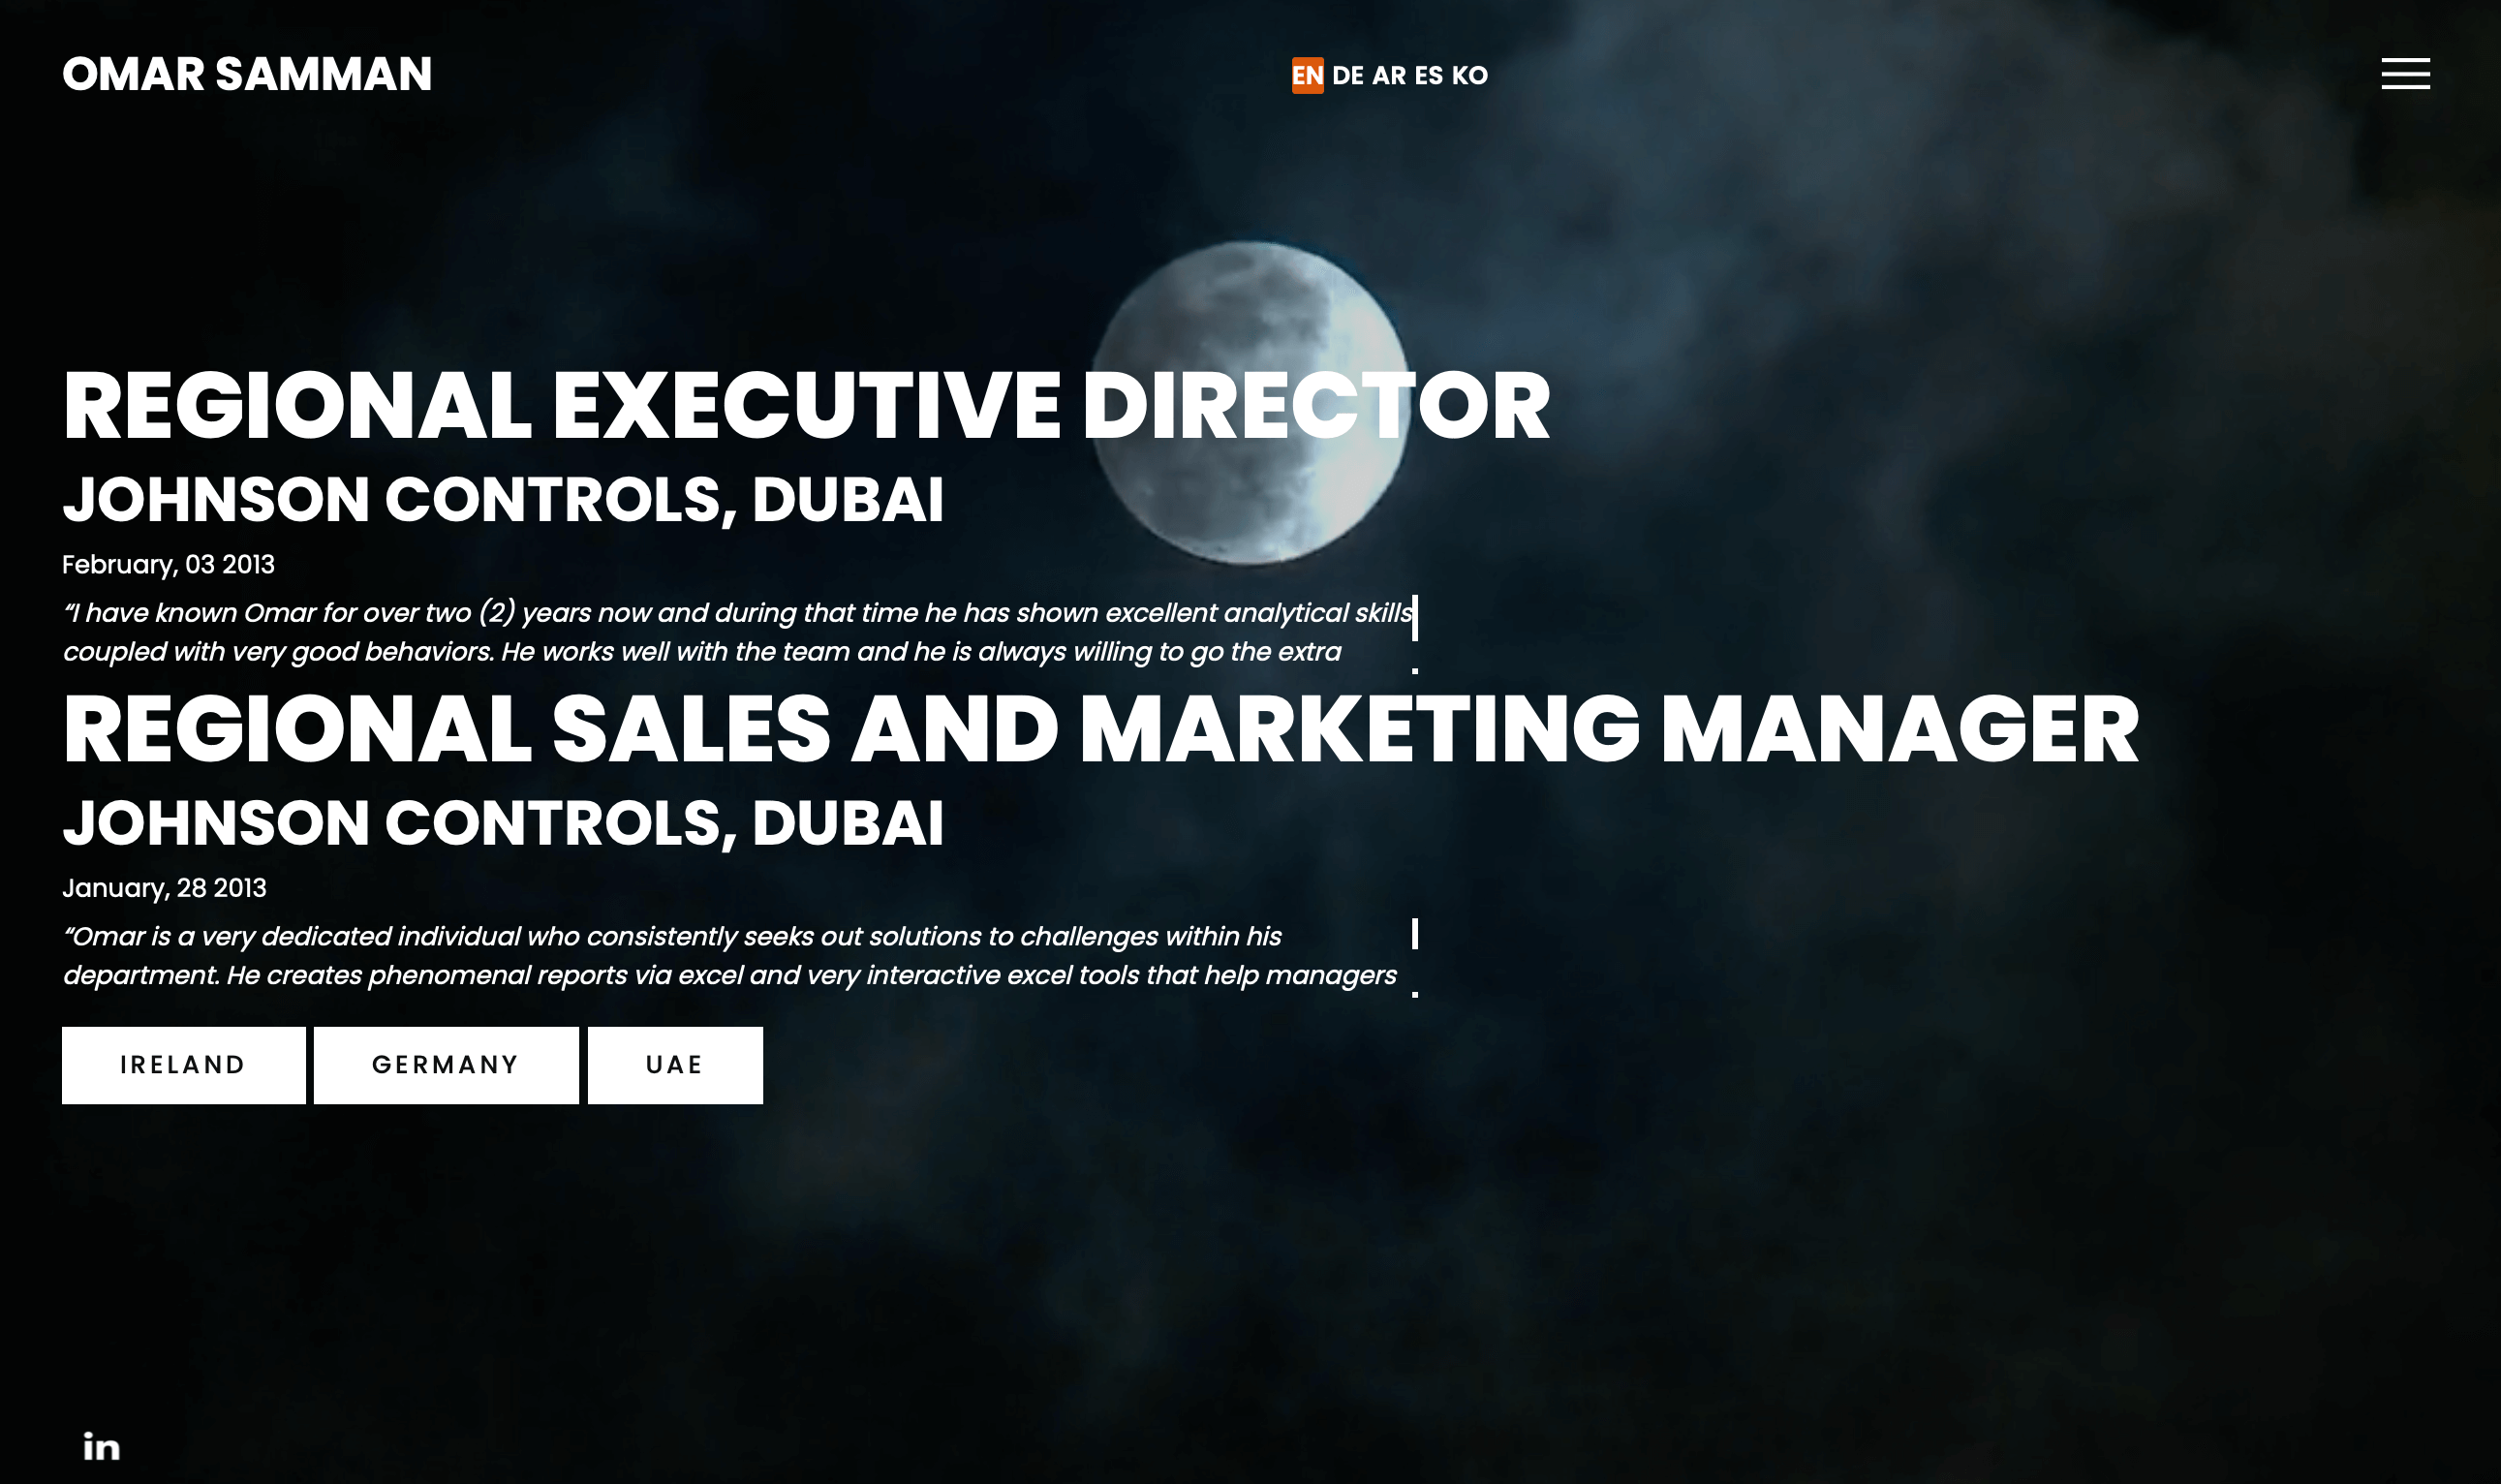 OMAR SAMMAN
EN DE AR ES KO
REGIONAL EXECUTIVE DIRECTOR
JOHNSON CONTROLS, DUBAI
February, 03 2013
“I have known Omar for over two (2) years now and during that time he has shown excellent analytical skills
coupled with very good behaviors. He works well with the team and he is always willing to go the extra
REGIONAL SALES AND MARKETING MANAGER
JOHNSON CONTROLS, DUBAI
January, 28 2013
“Omar is a very dedicated individual who consistently seeks out solutions to challenges within his
department. He creates phenomenal reports via excel and very interactive excel tools that help managers
IRELAND GERMANY UAE
in